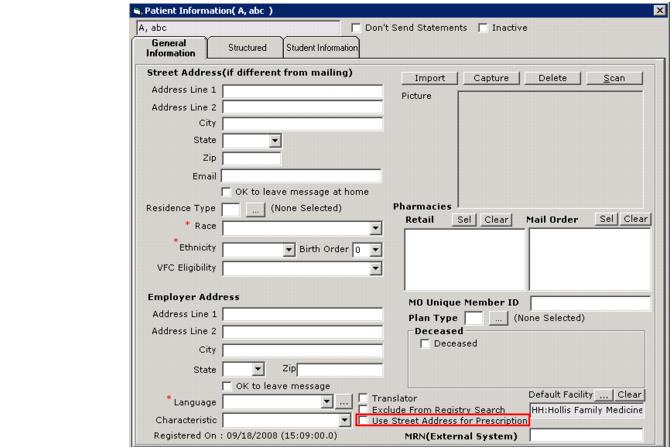 Patient Information( A, abc )
A, abc
Don't Send Statements
Inactive
General Information
Structured
Student Information
Street Address(if different from mailing)
Address Line 1
Address Line 2
City
State
Zip
Email
OK to leave message at home
Residence Type ... (None Selected)
* Race
* Ethnicity
Birth Order 0
VFC Eligibility
Import
Capture
Delete
Scan
Picture
Pharmacies
Retail Sel Clear
Mail Order Sel Clear
MO Unique Member ID
Plan Type ... (None Selected)
Deceased
Deceased
Employer Address
Address Line 1
Address Line 2
City
State
Zip
OK to leave message
* Language ...
Characteristic
Registered On : 09/18/2008 (15:09:00.0)
Translator
Exclude From Registry Search
Use Street Address for Prescription
Default Facility ... Clear
HH:Hollis Family Medicine
MRN(External System)